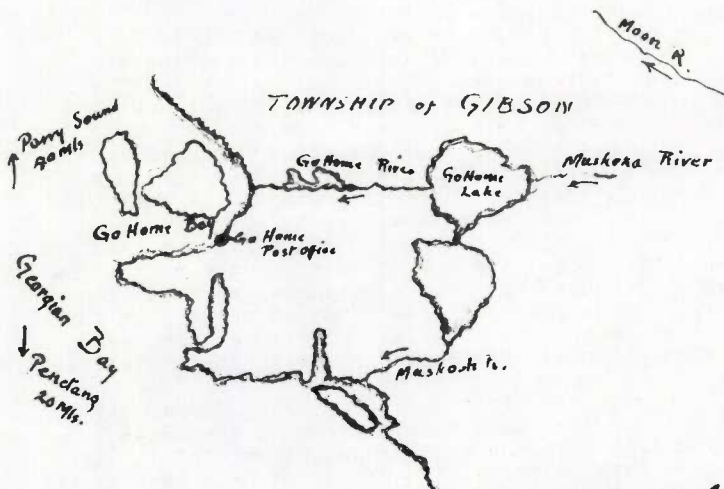 Moon R.
TOWNSHIP of GIBSON
Parry Sound
Mls
Go Home River
Go Home
Lake
Muskoka River
Go Home Bay
Go Home
Post office
Georgian Bay
Muskosh R.
Penetang
20 Mls.